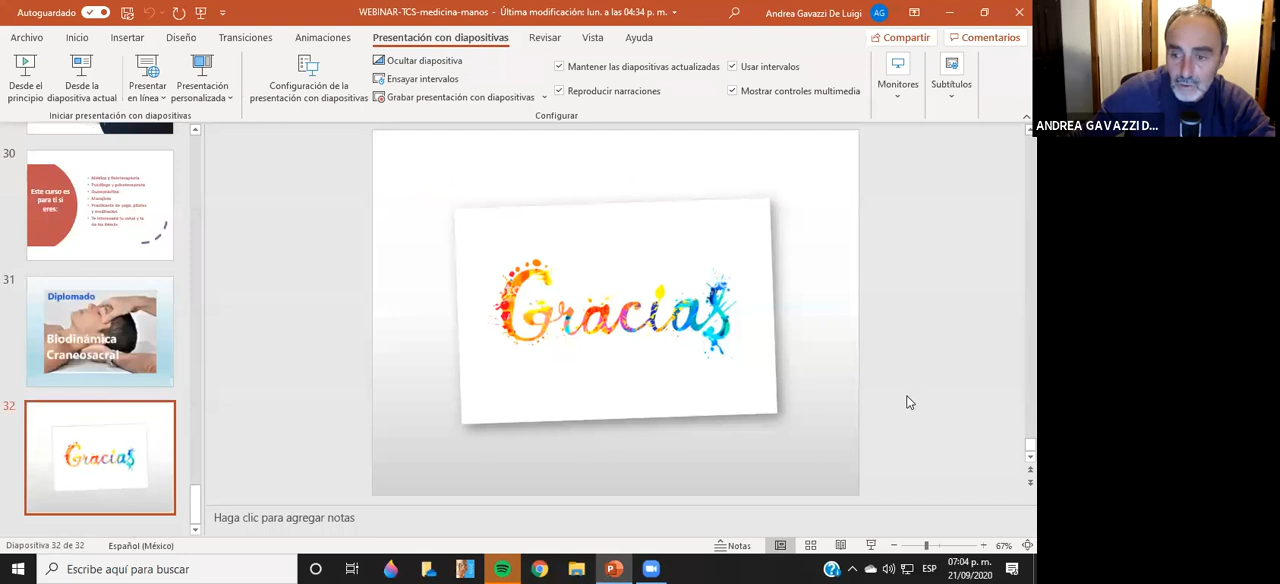 Autoguardado
WEBINAR-TCS-medicina-manos - Última modificación: lun. a las 04:34 p. m.
Andrea Gavazzi De Luigi
AG
Archivo Inicio Insertar Diseño Transiciones Animaciones Presentación con diapositivas Revisar Vista Ayuda
Compartir
Comentarios
Desde el principio
Desde la diapositiva actual
Presentar en línea
Presentación personalizada
Iniciar presentación con diapositivas
Configuración de la presentación con diapositivas
Ocultar diapositiva
Ensayar intervalos
Grabar presentación con diapositivas
Mantener las diapositivas actualizadas
Reproducir narraciones
Usar intervalos
Mostrar controles multimedia
Configurar
Monitores
Subtítulos
ANDREA GAVAZZI D...
30
Este curso es
para tí si
eres:
31
Diplomado
Biodinámica
Craneosacral
32
Gracias
Gracias
Haga clic para agregar notas
Diapositiva 32 de 32
Español (México)
Notas
67%
Escribe aquí para buscar
ESP
07:04 p. m.
21/09/2020